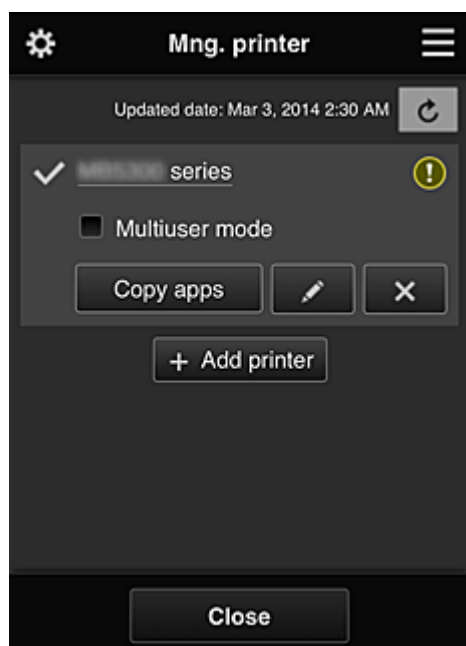 Mng. printer
Updated date: Mar 3, 2014 2:30 AM
series
Multiuser mode
Copy apps
+ Add printer
Close